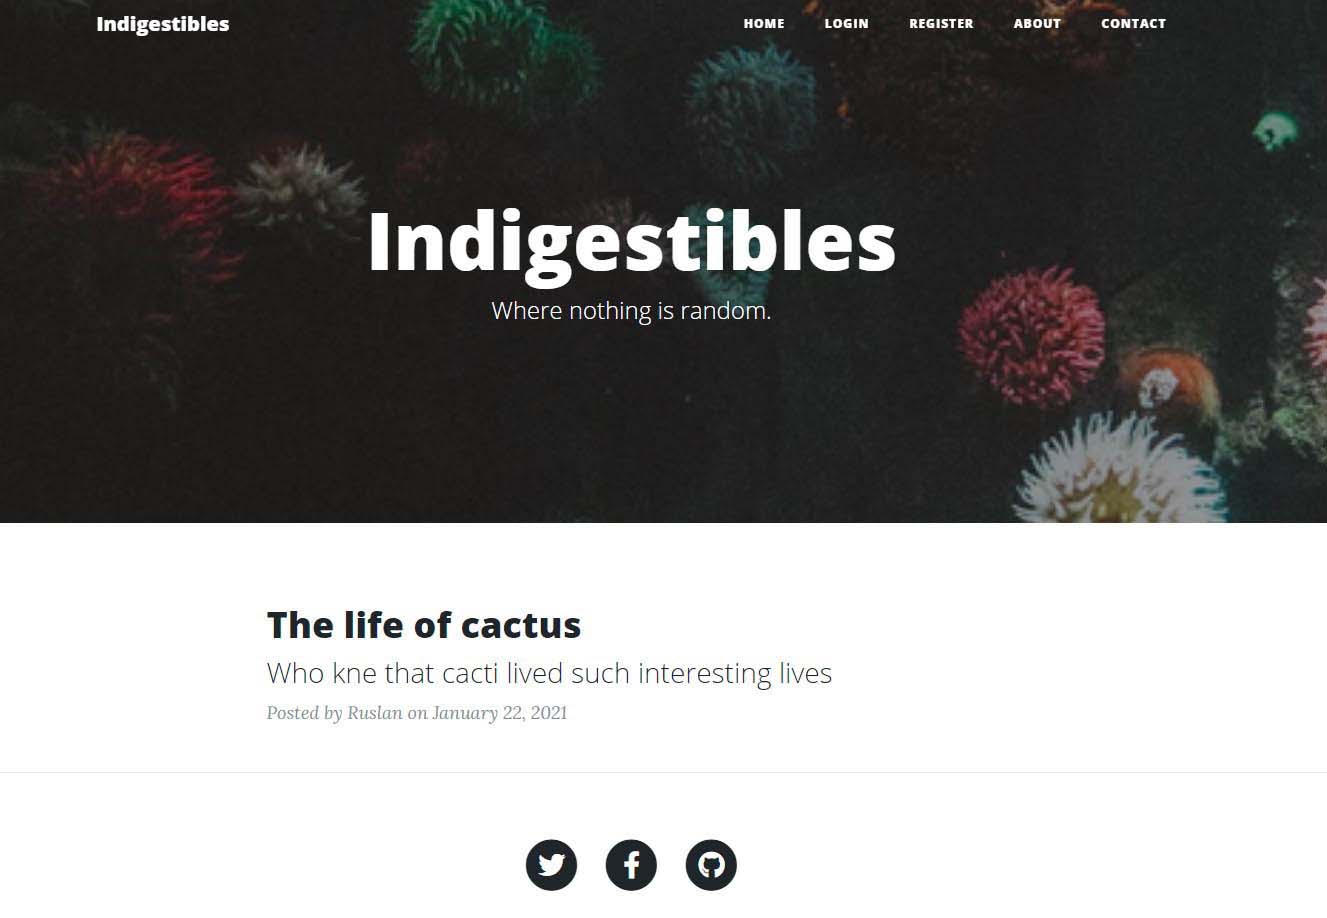 Indigestibles
HOME LOGIN REGISTER ABOUT CONTACT
Indigestibles
Where nothing is random.
The life of cactus
Who kne that cacti lived such interesting lives
Posted by Ruslan on January 22, 2021